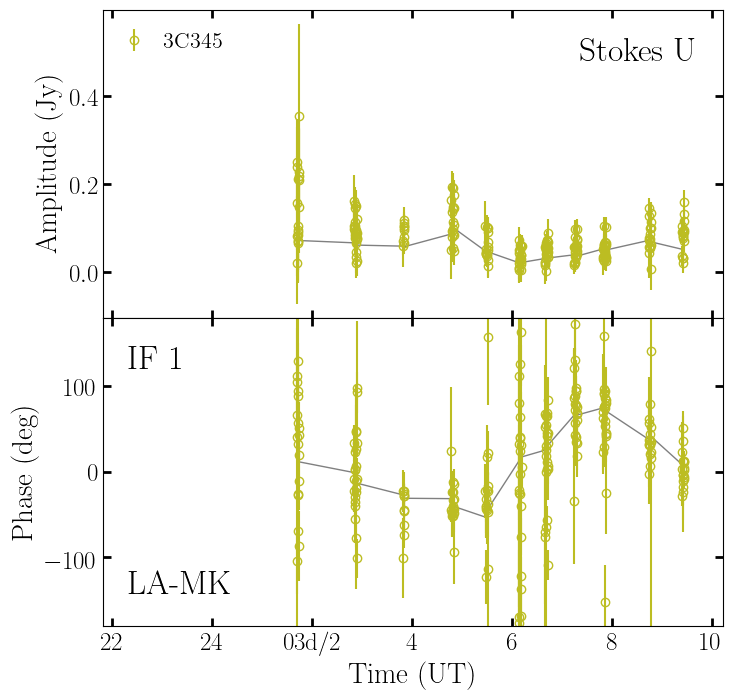 3C345
Stokes U
Amplitude (Jy)
0.4
0.2
0.0
IF 1
LA-MK
Phase (deg)
100
0
−100
22 24 03d/2 4 6 8 10
Time (UT)